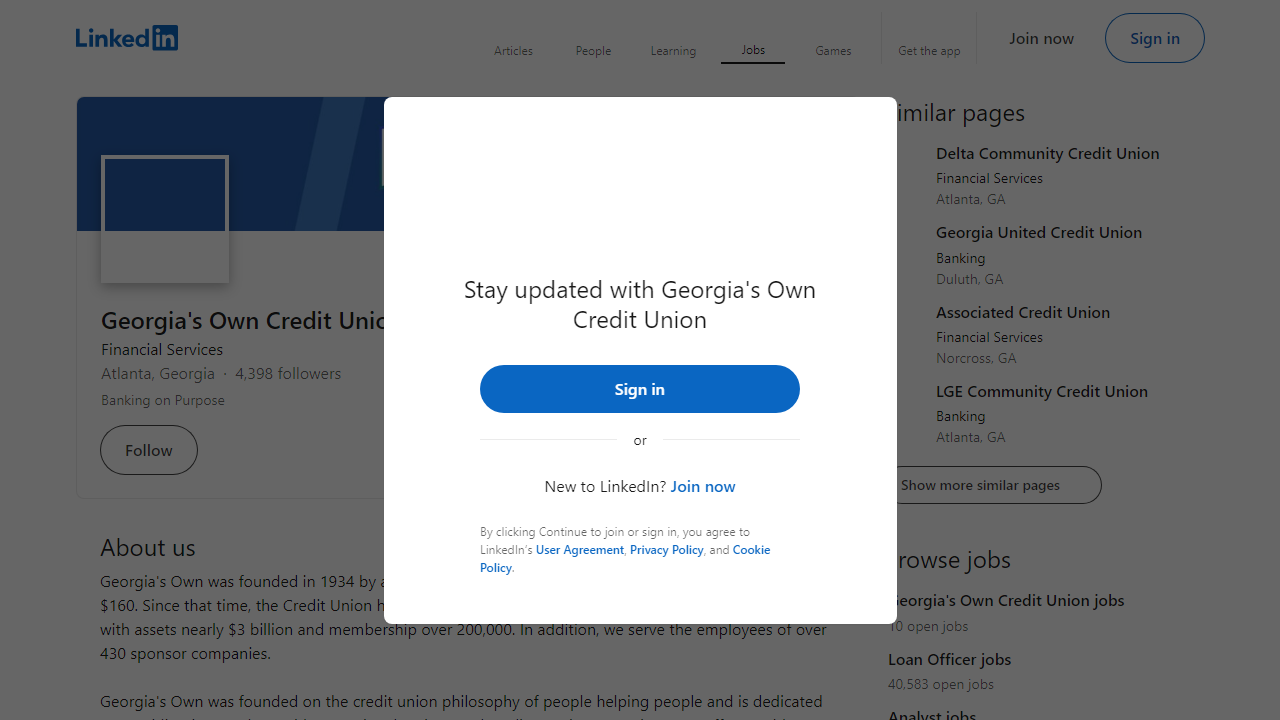 LinkedIn
Articles
People
Learning
Jobs
Games
Get the app
Join now
Sign in
Georgia's Own Credit
Financial Services
Atlanta, Georgia · 4,398 followers
Banking on Purpose
Follow
About us
Georgia's Own was founded in 1934 by
$160. Since that time, the Credit Union
with assets nearly $3 billion and membership over 200,000. In addition, we serve the employees of over
430 sponsor companies.
Georgia's Own was founded on the credit union philosophy of people helping people and is dedicated
Stay updated with Georgia's Own
Credit Union
Sign in
or
New to LinkedIn? Join now
By clicking Continue to join or sign in, you agree to
LinkedIn's User Agreement, Privacy Policy, and Cookie
Policy.
Similar pages
Delta Community Credit Union
Financial Services
Atlanta, GA
Georgia United Credit Union
Banking
Duluth, GA
Associated Credit Union
Financial Services
Norcross, GA
LGE Community Credit Union
Banking
Atlanta, GA
Show more similar pages
Browse jobs
Georgia's Own Credit Union jobs
10 open jobs
Loan Officer jobs
40,583 open jobs
Analyst jobs